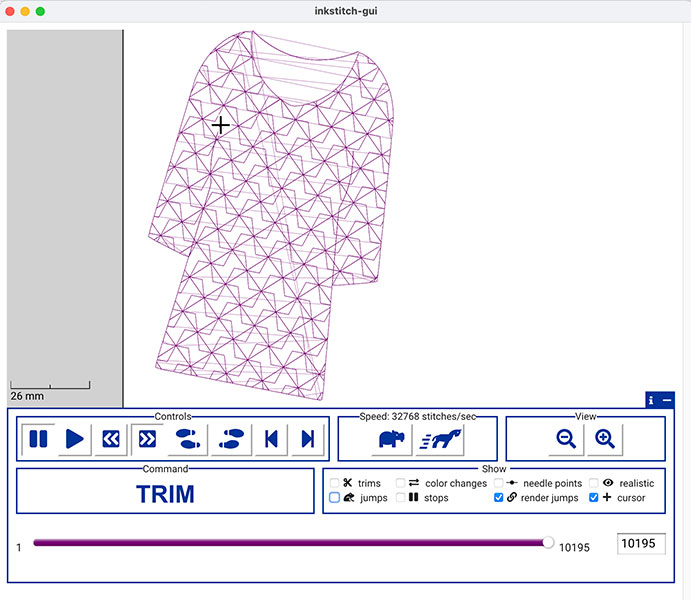 inkstitch-gui
26 mm
i
Controls
Speed: 32768 stitches/sec
View
Command
TRIM
Show
trims
color changes
needle points
realistic
jumps
stops
render jumps
cursor
1
10195
10195